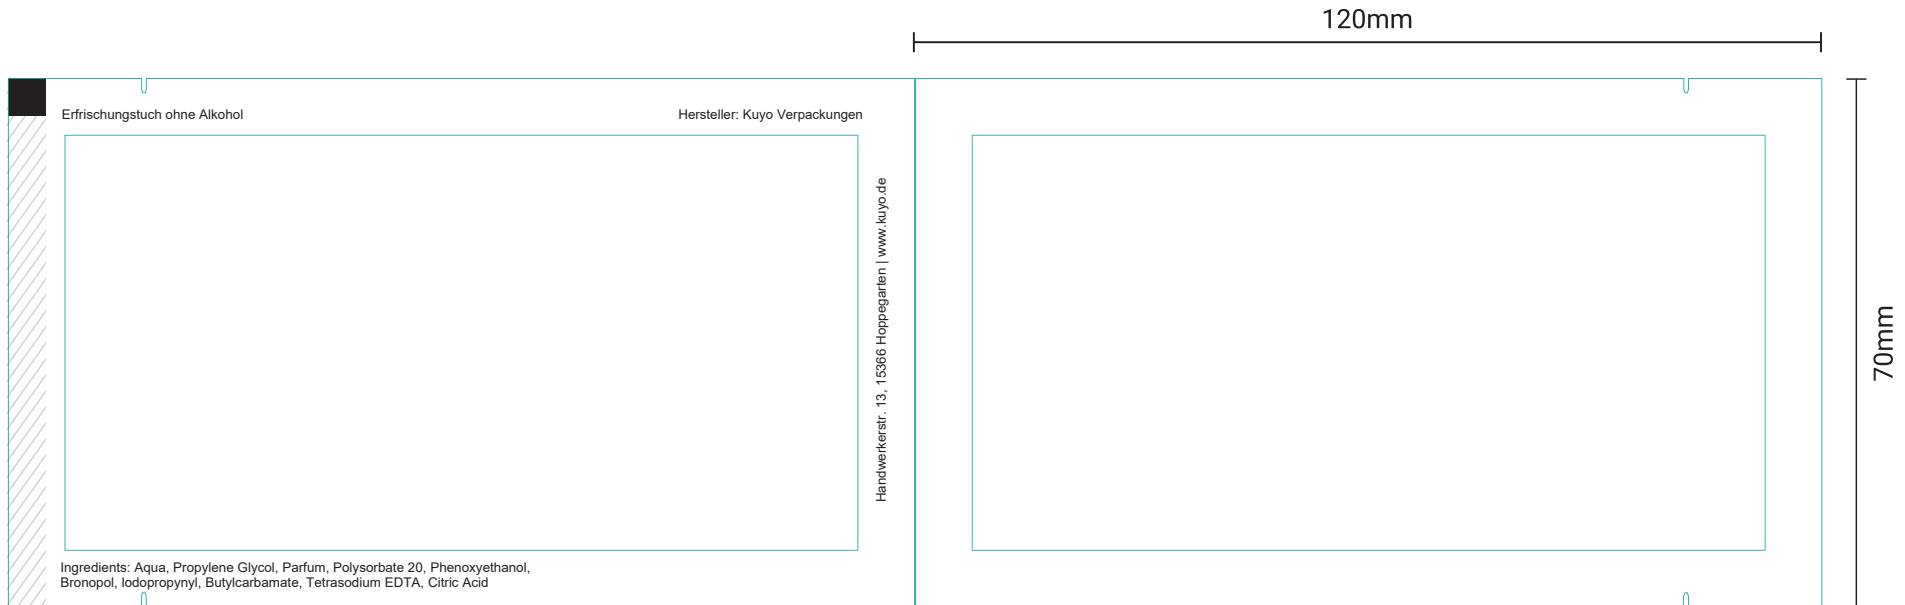 120mm
Erfrischungstuch ohne Alkohol
Hersteller: Kuyo Verpackungen
Handwerkerstr. 13, 15366 Hoppegarten | www.kuyo.de
70mm
Ingredients: Aqua, Propylene Glycol, Parfum, Polysorbate 20, Phenoxyethanol,
Bronopol, Iodopropynyl, Butylcarbamate, Tetrasodium EDTA, Citric Acid